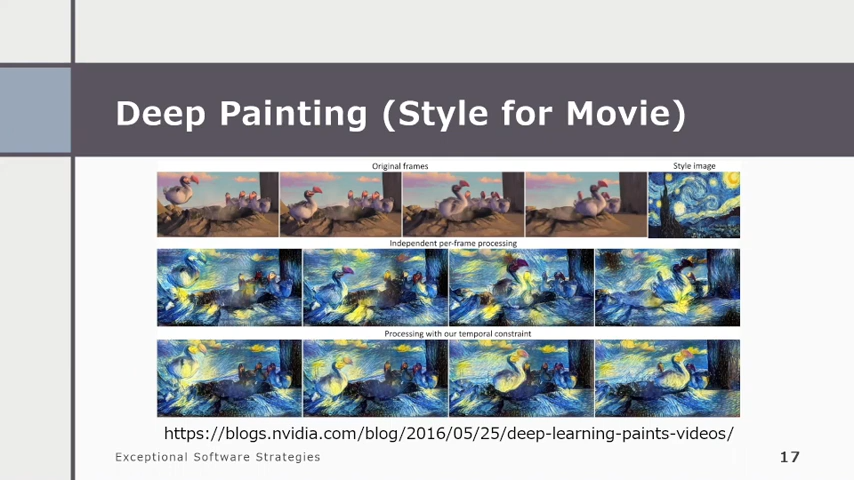 Deep Painting (Style for Movie)
Original frames
Style image
Independent per-frame processing
Processing with our temporal constraint
https://blogs.nvidia.com/blog/2016/05/25/deep-learning-paints-videos/
Exceptional Software Strategies
17